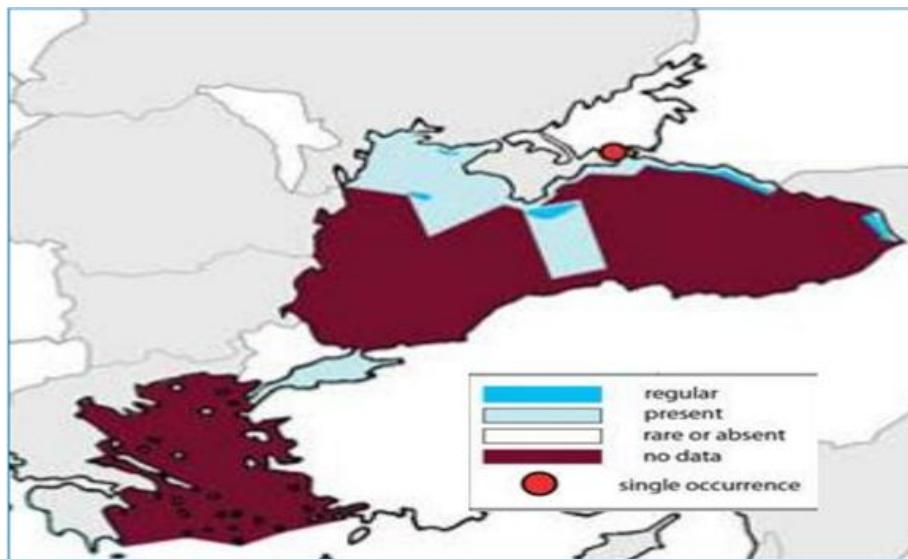 regular
present
rare or absent
no data
single occurrence